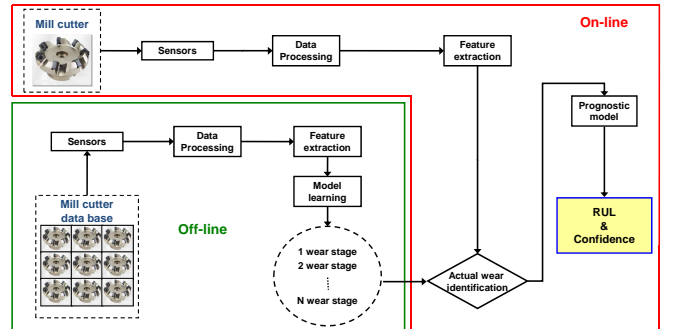 Mill cutter
On-line
Sensors
Data
Processing
Feature
extraction
Prognostic
model
Sensors
Data
Processing
Feature
extraction
Model
learning
Mill cutter
data base
Off-line
RUL
&
Confidence
1 wear stage
2 wear stage
......
N wear stage
Actual wear
identification